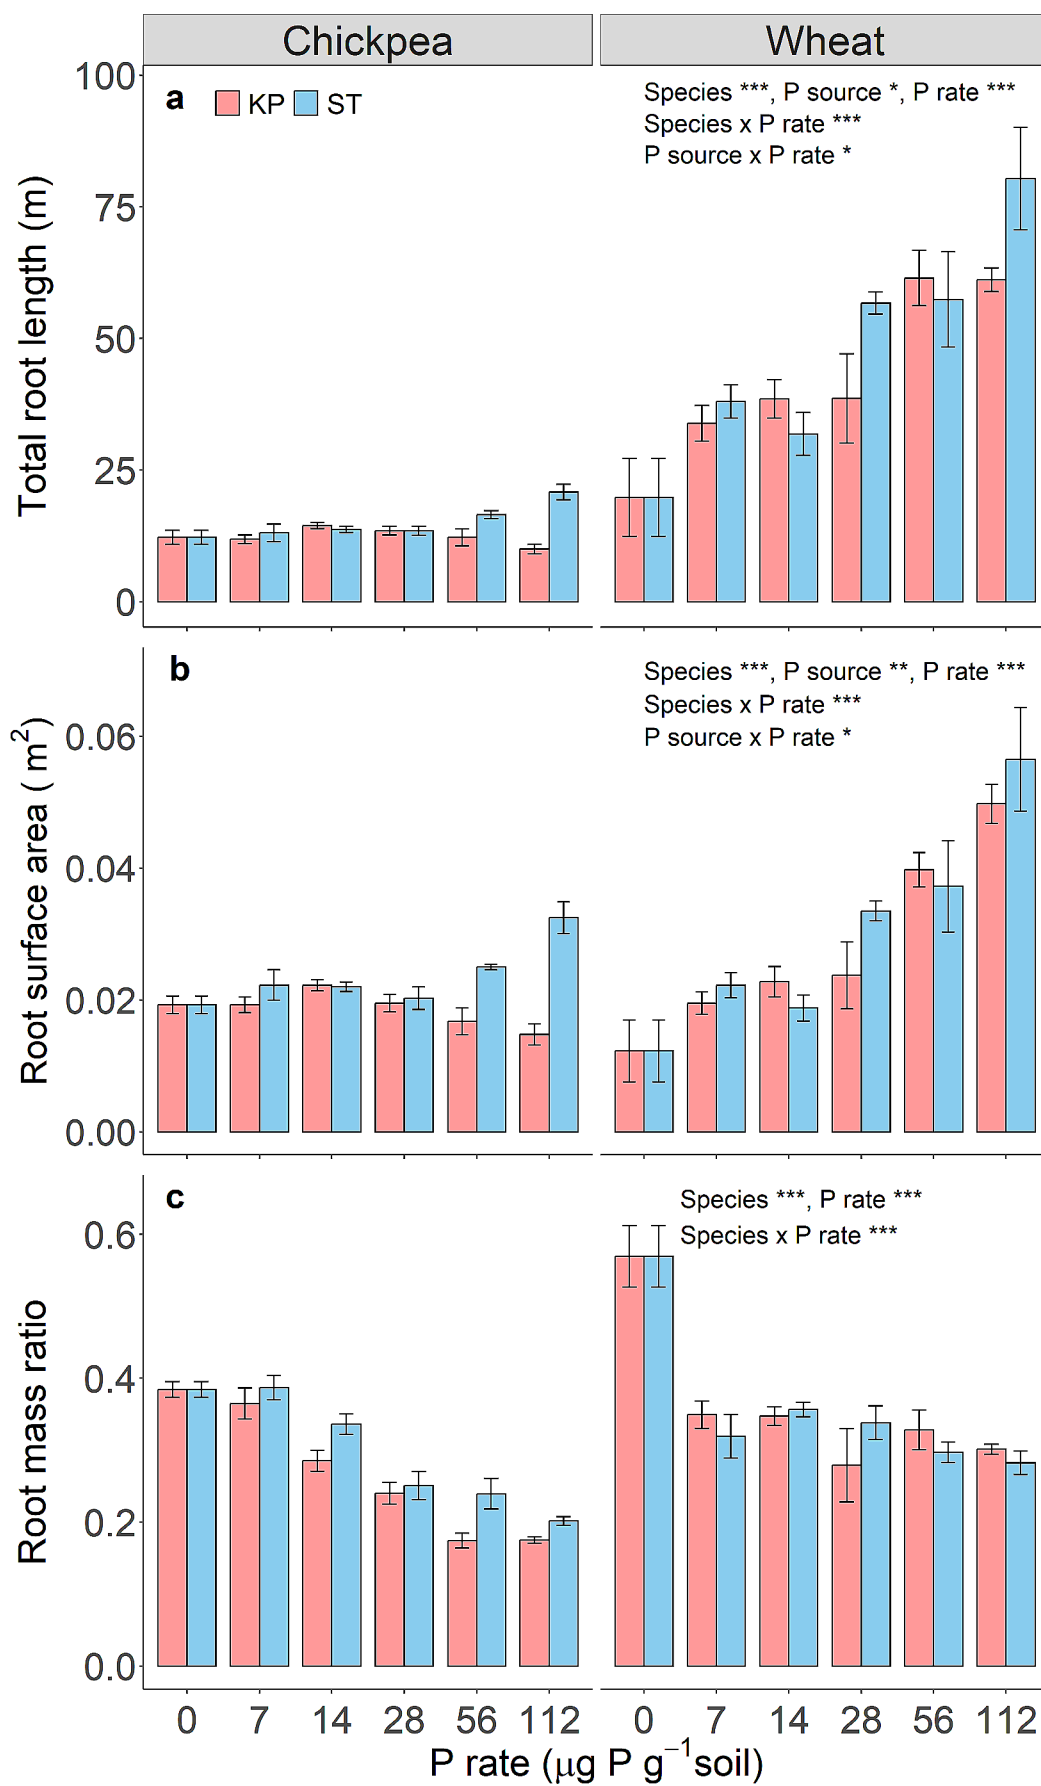 Chickpea Wheat
a KP ST
Species ***, P source *, P rate ***
Species x P rate ***
P source x P rate *
Total root length (m)
100
75
50
25
0
b
Species ***, P source **, P rate ***
Species x P rate ***
P source x P rate *
Root surface area ( m²)
0.06
0.04
0.02
0.00
c
Species ***, P rate ***
Species x P rate ***
Root mass ratio
0.6
0.4
0.2
0.0
0 7 14 28 56 112 0 7 14 28 56 112
P rate (μg P g⁻¹soil)